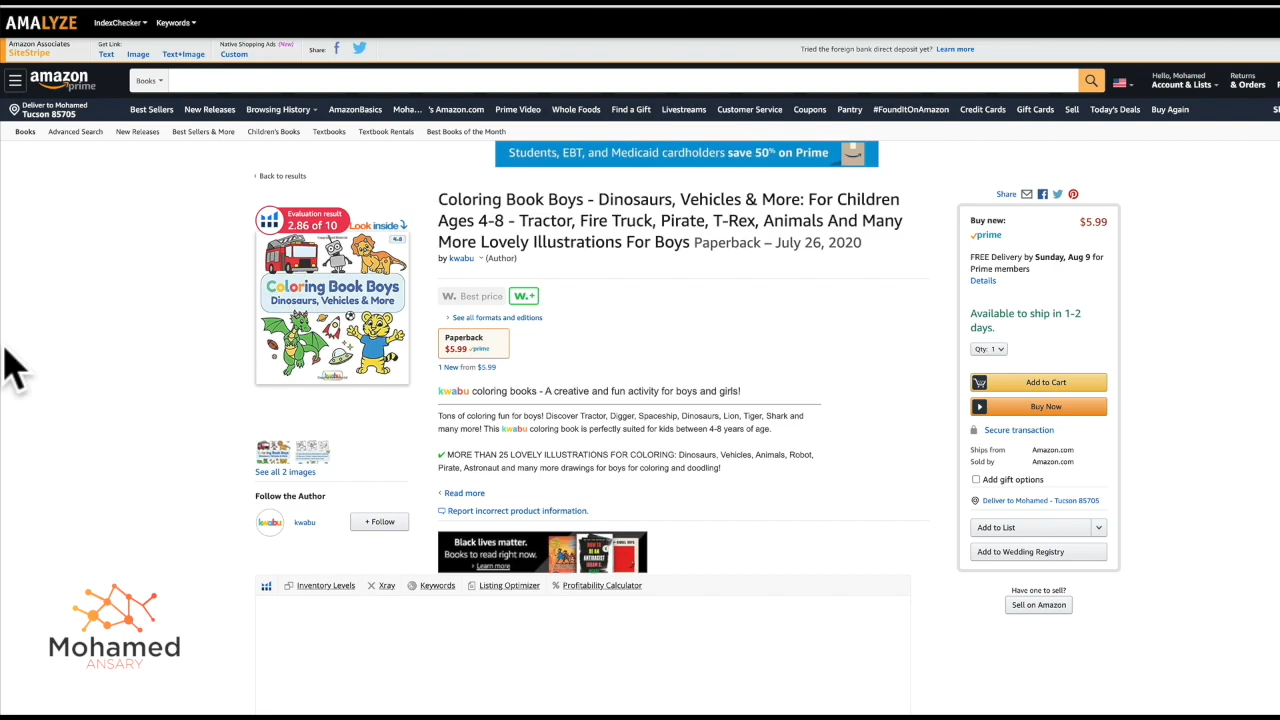 AMALYZE IndexChecker Keywords
Amazon Associates Get Link: Native Shopping Ads (New) Share: Tried the foreign bank direct deposit yet? Learn more
SiteStripe Text Image Text+Image Custom
amazon prime Books Hello, Mohamed Returns
Account & Lists & Orders
Deliver to Mohamed
Tucson 85705 Best Sellers New Releases Browsing History AmazonBasics Moha... 's Amazon.com Prime Video Whole Foods Find a Gift Livestreams Customer Service Coupons Pantry #FoundItOnAmazon Credit Cards Gift Cards Sell Today's Deals Buy Again
Books Advanced Search New Releases Best Sellers & More Children's Books Textbooks Textbook Rentals Best Books of the Month
Students, EBT, and Medicaid cardholders save 50% on Prime
‹ Back to results
Evaluation result
2.86 of 10
Look inside
4-8
Coloring Book Boys
Dinosaurs, Vehicles & More
kwabu
See all 2 images
Follow the Author
kwabu kwabu + Follow
Coloring Book Boys - Dinosaurs, Vehicles & More: For Children
Ages 4-8 - Tractor, Fire Truck, Pirate, T-Rex, Animals And Many
More Lovely Illustrations For Boys Paperback – July 26, 2020
by kwabu (Author)
W. Best price W.+
› See all formats and editions
Paperback
$5.99 prime
1 New from $5.99
kwabu coloring books - A creative and fun activity for boys and girls!
Tons of coloring fun for boys! Discover Tractor, Digger, Spaceship, Dinosaurs, Lion, Tiger, Shark and
many more! This kwabu coloring book is perfectly suited for kids between 4-8 years of age.
✔ MORE THAN 25 LOVELY ILLUSTRATIONS FOR COLORING: Dinosaurs, Vehicles, Animals, Robot,
Pirate, Astronaut and many more drawings for boys for coloring and doodling!
‹ Read more
Report incorrect product information.
Black lives matter.
Books to read right now.
› Learn more
Inventory Levels Xray Keywords Listing Optimizer Profitability Calculator
Share
Buy new: $5.99
prime
FREE Delivery by Sunday, Aug 9 for
Prime members
Details
Available to ship in 1-2
days.
Qty: 1
Add to Cart
Buy Now
Secure transaction
Ships from Amazon.com
Sold by Amazon.com
Add gift options
Deliver to Mohamed - Tucson 85705
Add to List
Add to Wedding Registry
Have one to sell?
Sell on Amazon
Mohamed
ANSARY